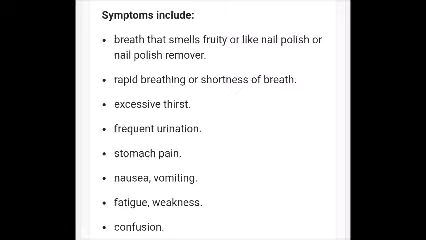 Symptoms include:
• breath that smells fruity or like nail polish or
nail polish remover.
• rapid breathing or shortness of breath.
• excessive thirst.
• frequent urination.
• stomach pain.
• nausea, vomiting.
• fatigue, weakness.
• confusion.